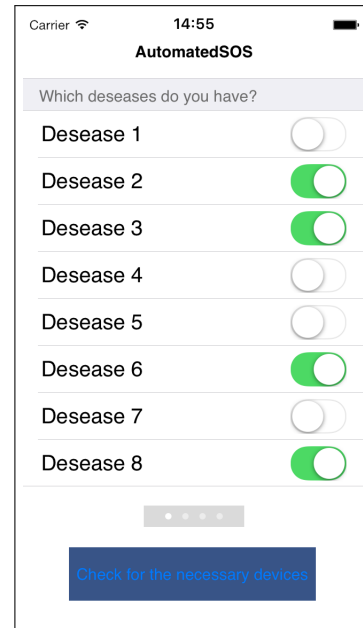 Carrier 14:55
AutomatedSOS
Which deseases do you have?
Desease 1
Desease 2
Desease 3
Desease 4
Desease 5
Desease 6
Desease 7
Desease 8
Check for the necessary devices